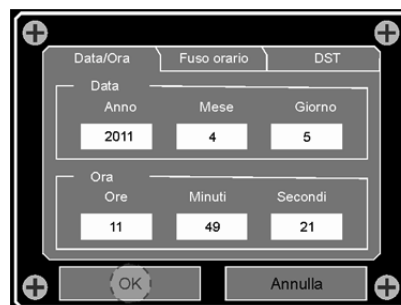 Data/Ora Fuso orario DST
Data
Anno Mese Giorno
2011 4 5
Ora
Ore Minuti Secondi
11 49 21
OK Annulla